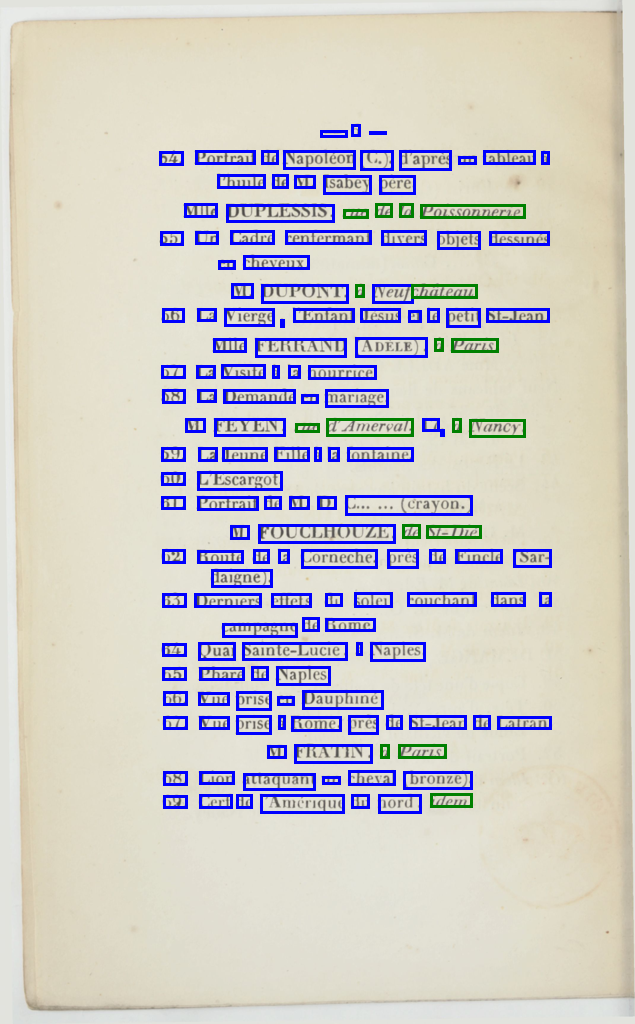 54. Portrait de Napoléon (L.), d'après un tableau à
l'huile de M. Isabey père.
Mlle DUPLESSIS, rue de la Poissonnerie.
55. Un Cadre renfermant divers objets dessinés
en cheveux.
M. DUPONT, à Neufchâteau.
56. La Vierge, l'Enfant Jésus et le petit St-Jean.
Mlle FERRAND (ADÈLE), à Paris.
57. La Visite à la nourrice.
58. La Demande en mariage.
M. FEYEN, rue d'Amerval, à Nancy.
59. La Jeune Fille à la fontaine.
60. L'Escargot.
61. Portrait de M. D. C... ... (crayon.)
M. FOUCLHOUZE, de St-Dié.
62. Route de la Corneche, près de Fincle (Sar-
daigne).
63. Derniers effets du soleil couchant dans la
campagne de Rome.
64. Quai Sainte-Lucie, à Naples.
65. Phare de Naples.
66. Vue prise en Dauphiné.
67. Vue prise à Rome, près de St-Jean de Latran.
M. FRATIN, à Paris.
68. Lion attaquant un cheval (bronze).
69. Cerf de l'Amérique du nord, idem.